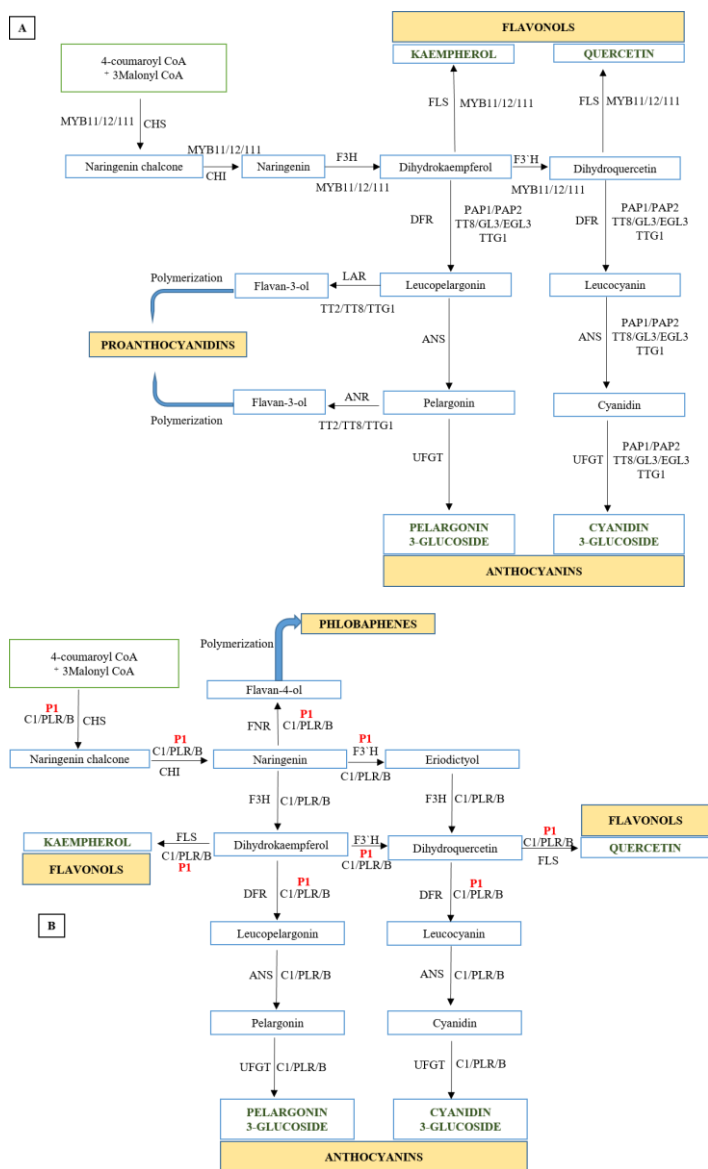 A
FLAVONOLS
KAEMPFEROL
QUERCETIN
4-coumaroyl CoA
+ 3Malonyl CoA
FLS
MYB11/12/111
FLS
MYB11/12/111
MYB11/12/111
CHS
MYB11/12/111
F3H
F3`H
Naringenin chalcone
Naringenin
Dihydrokaempferol
Dihydroquercetin
CHI
MYB11/12/111
MYB11/12/111
DFR
PAP1/PAP2
TT8/GL3/EGL3
TTG1
DFR
PAP1/PAP2
TT8/GL3/EGL3
TTG1
Polymerization
Flavan-3-ol
LAR
TT2/TT8/TTG1
Leucopelargonin
Leucocyanin
PROANTHOCYANIDINS
ANS
ANS
PAP1/PAP2
TT8/GL3/EGL3
TTG1
Flavan-3-ol
ANR
TT2/TT8/TTG1
Pelargonin
Cyanidin
Polymerization
UFGT
UFGT
PAP1/PAP2
TT8/GL3/EGL3
TTG1
PELARGONIN
3-GLUCOSIDE
CYANIDIN
3-GLUCOSIDE
ANTHOCYANINS
PHLOBAPHENES
Polymerization
4-coumaroyl CoA
+ 3Malonyl CoA
Flavan-4-ol
P1
C1/PLR/B
CHS
FNR
P1
C1/PLR/B
P1
C1/PLR/B
CHI
P1
F3`H
C1/PLR/B
Naringenin chalcone
Naringenin
Eriodictyol
F3H
C1/PLR/B
F3H
C1/PLR/B
FLAVONOLS
KAEMPFEROL
FLS
C1/PLR/B
P1
Dihydrokaempferol
F3`H
P1
C1/PLR/B
Dihydroquercetin
P1
C1/PLR/B
FLS
QUERCETIN
FLAVONOLS
DFR
P1
C1/PLR/B
DFR
P1
C1/PLR/B
B
Leucopelargonin
Leucocyanin
ANS
C1/PLR/B
ANS
C1/PLR/B
Pelargonin
Cyanidin
UFGT
C1/PLR/B
UFGT
C1/PLR/B
PELARGONIN
3-GLUCOSIDE
CYANIDIN
3-GLUCOSIDE
ANTHOCYANINS